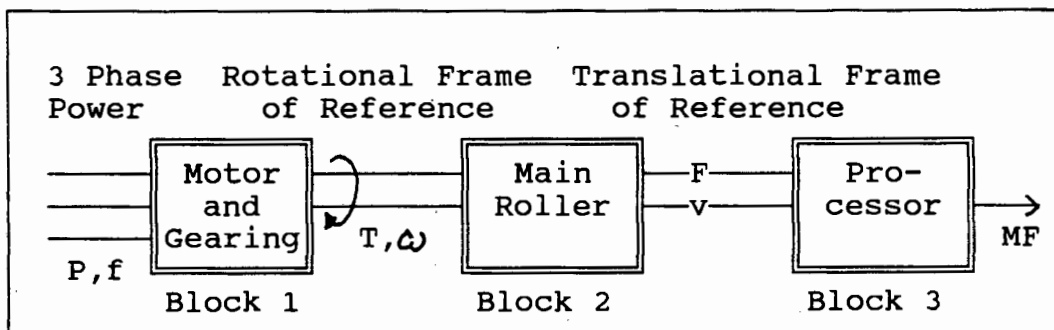 3 Phase Rotational Frame Translational Frame
Power of Reference of Reference
Motor Main F Pro-
and Roller v cessor
Gearing T,ω MF
P,f
Block 1 Block 2 Block 3